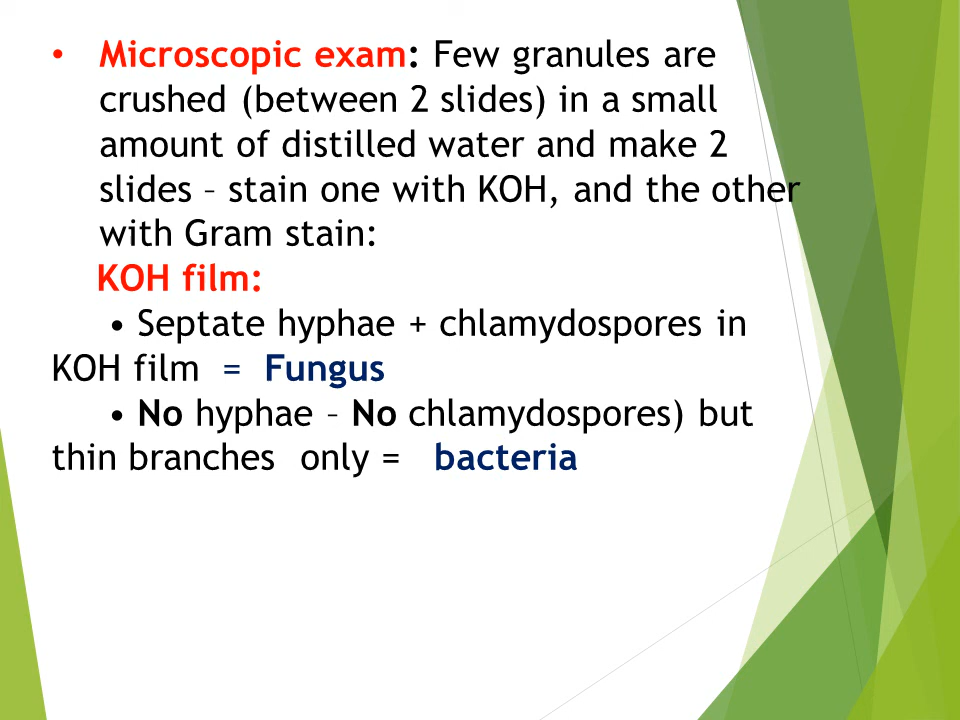 • Microscopic exam: Few granules are
crushed (between 2 slides) in a small
amount of distilled water and make 2
slides – stain one with KOH, and the other
with Gram stain:
KOH film:
• Septate hyphae + chlamydospores in
KOH film = Fungus
• No hyphae – No chlamydospores) but
thin branches only = bacteria